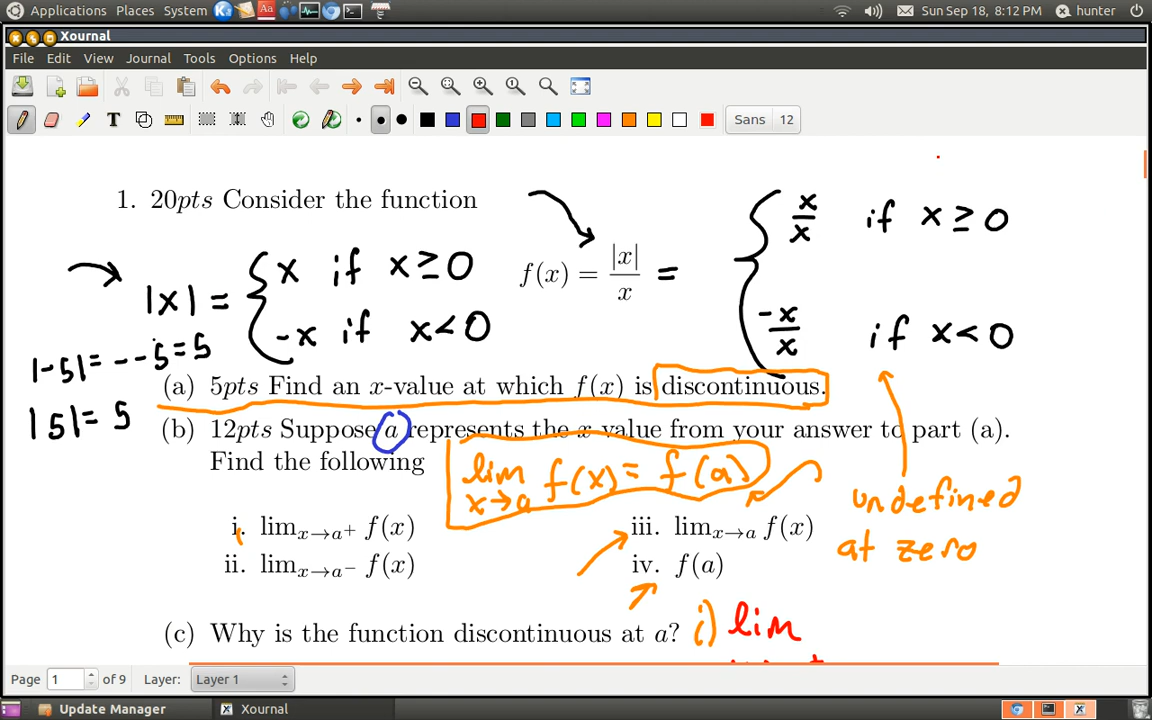 Applications Places System Aa Sun Sep 18, 8:12 PM hunter
Xournal
File Edit View Journal Tools Options Help
T Sans 12
1. 20pts Consider the function
|x| = { x if x ≥ 0
-x if x < 0
f(x) = |x|/x =
{ x/x if x ≥ 0
-x/x if x < 0
|-5| = - -5 = 5
|5| = 5
(a) 5pts Find an x-value at which f(x) is discontinuous.
(b) 12pts Suppose a represents the x value from your answer to part (a).
Find the following
lim x→a f(x) = f(a)
undefined
at zero
i. lim x→a+ f(x)
ii. lim x→a− f(x)
iii. lim x→a f(x)
iv. f(a)
(c) Why is the function discontinuous at a?
i) lim
Page 1 of 9 Layer: Layer 1
Update Manager Xournal